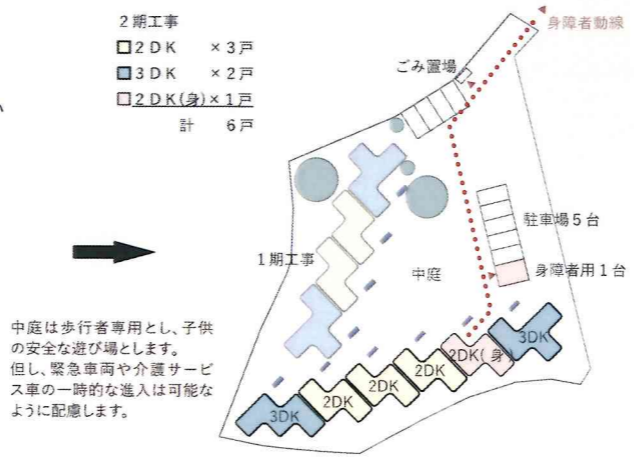 2期工事
2DK ×3戸
3DK ×2戸
2DK(身)×1戸
計 6戸
身障者動線
ごみ置場
駐車場5台
身障者用1台
1期工事
中庭
中庭は歩行者専用とし、子供
の安全な遊び場とします。
但し、緊急車両や介護サービ
ス車の一時的な進入は可能な
ように配慮します。
3DK
2DK(身)
2DK
2DK
2DK
3DK